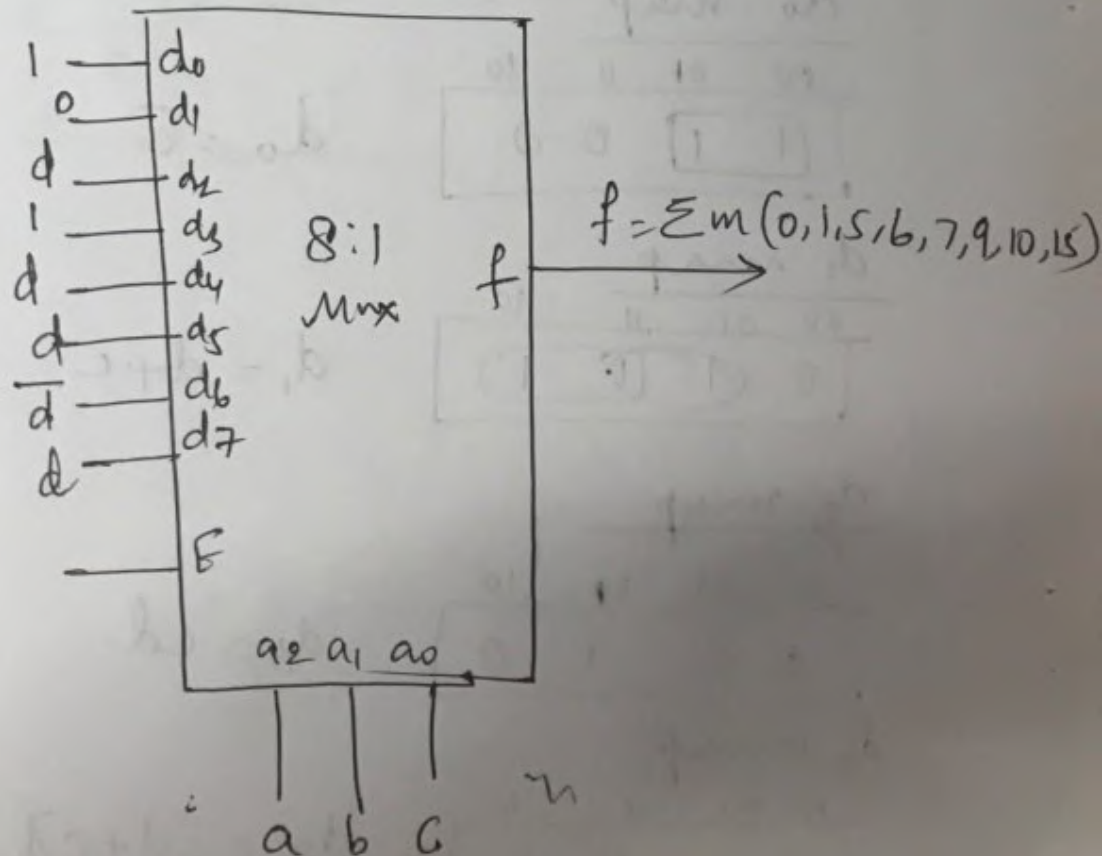 1 d0
0 d1
d d2
1 d3
d d4
d d5
d̅ d6
d d7
8:1
Mux
f
f = Σm(0,1,5,6,7,9,10,15)
E
a2 a1 a0
a b c